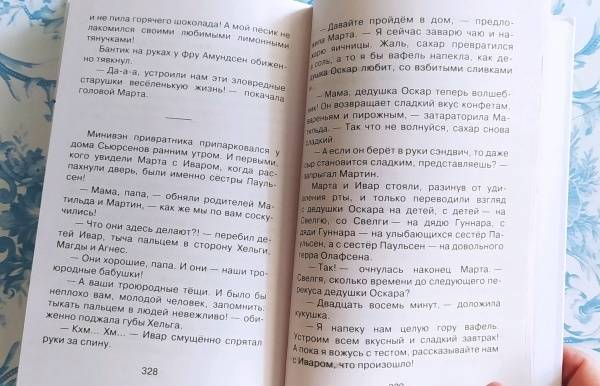 и не пила горячего шоколада! А мой пёсик не
лакомился своими любимыми лимонными
тянучками!
Бантик на руках у фру Амундсен обижен-
но тявкнул.
— Да-а-а, устроили нам эти зловредные
старушки весёленькую жизнь! — покачала
головой Марта.
Минивэн привратника припарковался у
дома Сьюрсенов ранним утром. И первыми,
кого увидели Марта с Иваром, когда рас-
пахнули дверь, были именно сёстры Пауль-
сен!
— Мама, папа, — обняли родителей Ма-
тильда и Мартин, — как же мы по вам соску-
чились!
— Что они здесь делают?! — перебил де-
тей Ивар, тыча пальцем в сторону Хельги,
Магды и Агнес.
— Они хорошие, папа. И они — наши тро-
юродные бабушки!
— А ваши троюродные тёщи. И было бы
неплохо вам, молодой человек, запомнить:
тыкать пальцем в людей невежливо! — оби-
женно поджала губы Хельга.
— Кхм... Хм... — Ивар смущённо спрятал
руки за спину.
328
— Давайте пройдём в дом, — предло-
жила Марта. — Я сейчас заварю чаю и на-
жарю яичницы. Жаль, сахар превратился
в соль, а то я бы вафель напекла, как де-
душка Оскар любит, со взбитыми сливками
— Мама, дедушка Оскар теперь волшеб-
ник! Он возвращает сладкий вкус конфетам,
вареньям и пирожным, — затараторила Ма-
тильда. — Так что не волнуйся, сахар снова
сладкий
— А если он берёт в руки сэндвич, то даже
сыр становится сладким, представляешь? —
запрыгал Мартин.
Марта и Ивар стояли, разинув от уди-
вления рты, и только переводили взгляд
с дедушки Оскара на детей, с детей — на
Свелгю, со Свелги — на дядю Гуннара, с
дяди Гуннара — на улыбающихся сестёр Па-
ульсен, а с сестёр Паульсен — на довольного
герра Олафсена.
— Так! — очнулась наконец Марта. —
Свелгя, сколько времени до следующего пе-
рекуса дедушки Оскара?
— Двадцать восемь минут, — доложила
кукушка.
— Я напеку нам целую гору вафель.
Устроим всем вкусный и сладкий завтрак!
А пока я вожусь с тестом, рассказывайте нам
с Иваром, что произошло!